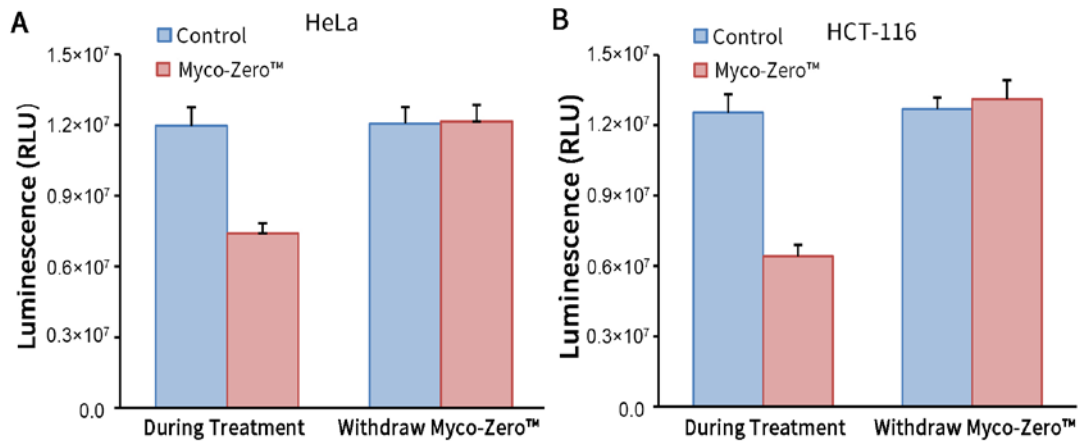 A
HeLa
Control
Myco-Zero™
Luminescence (RLU)
1.5×10⁷
1.2×10⁷
0.9×10⁷
0.6×10⁷
0.3×10⁷
0.0
During Treatment
Withdraw Myco-Zero™
B
HCT-116
Control
Myco-Zero™
Luminescence (RLU)
1.5×10⁷
1.2×10⁷
0.9×10⁷
0.6×10⁷
0.3×10⁷
0.0
During Treatment
Withdraw Myco-Zero™